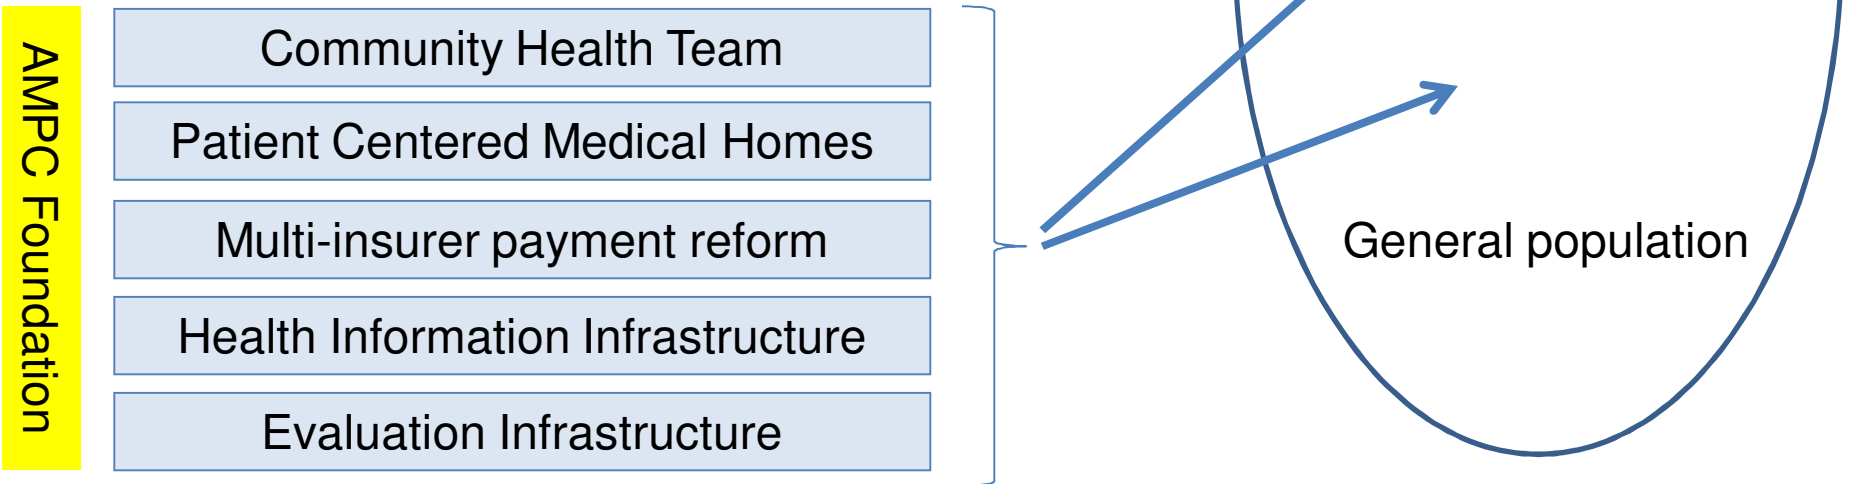 AMPC Foundation
Community Health Team
Patient Centered Medical Homes
Multi-insurer payment reform
Health Information Infrastructure
Evaluation Infrastructure
General population